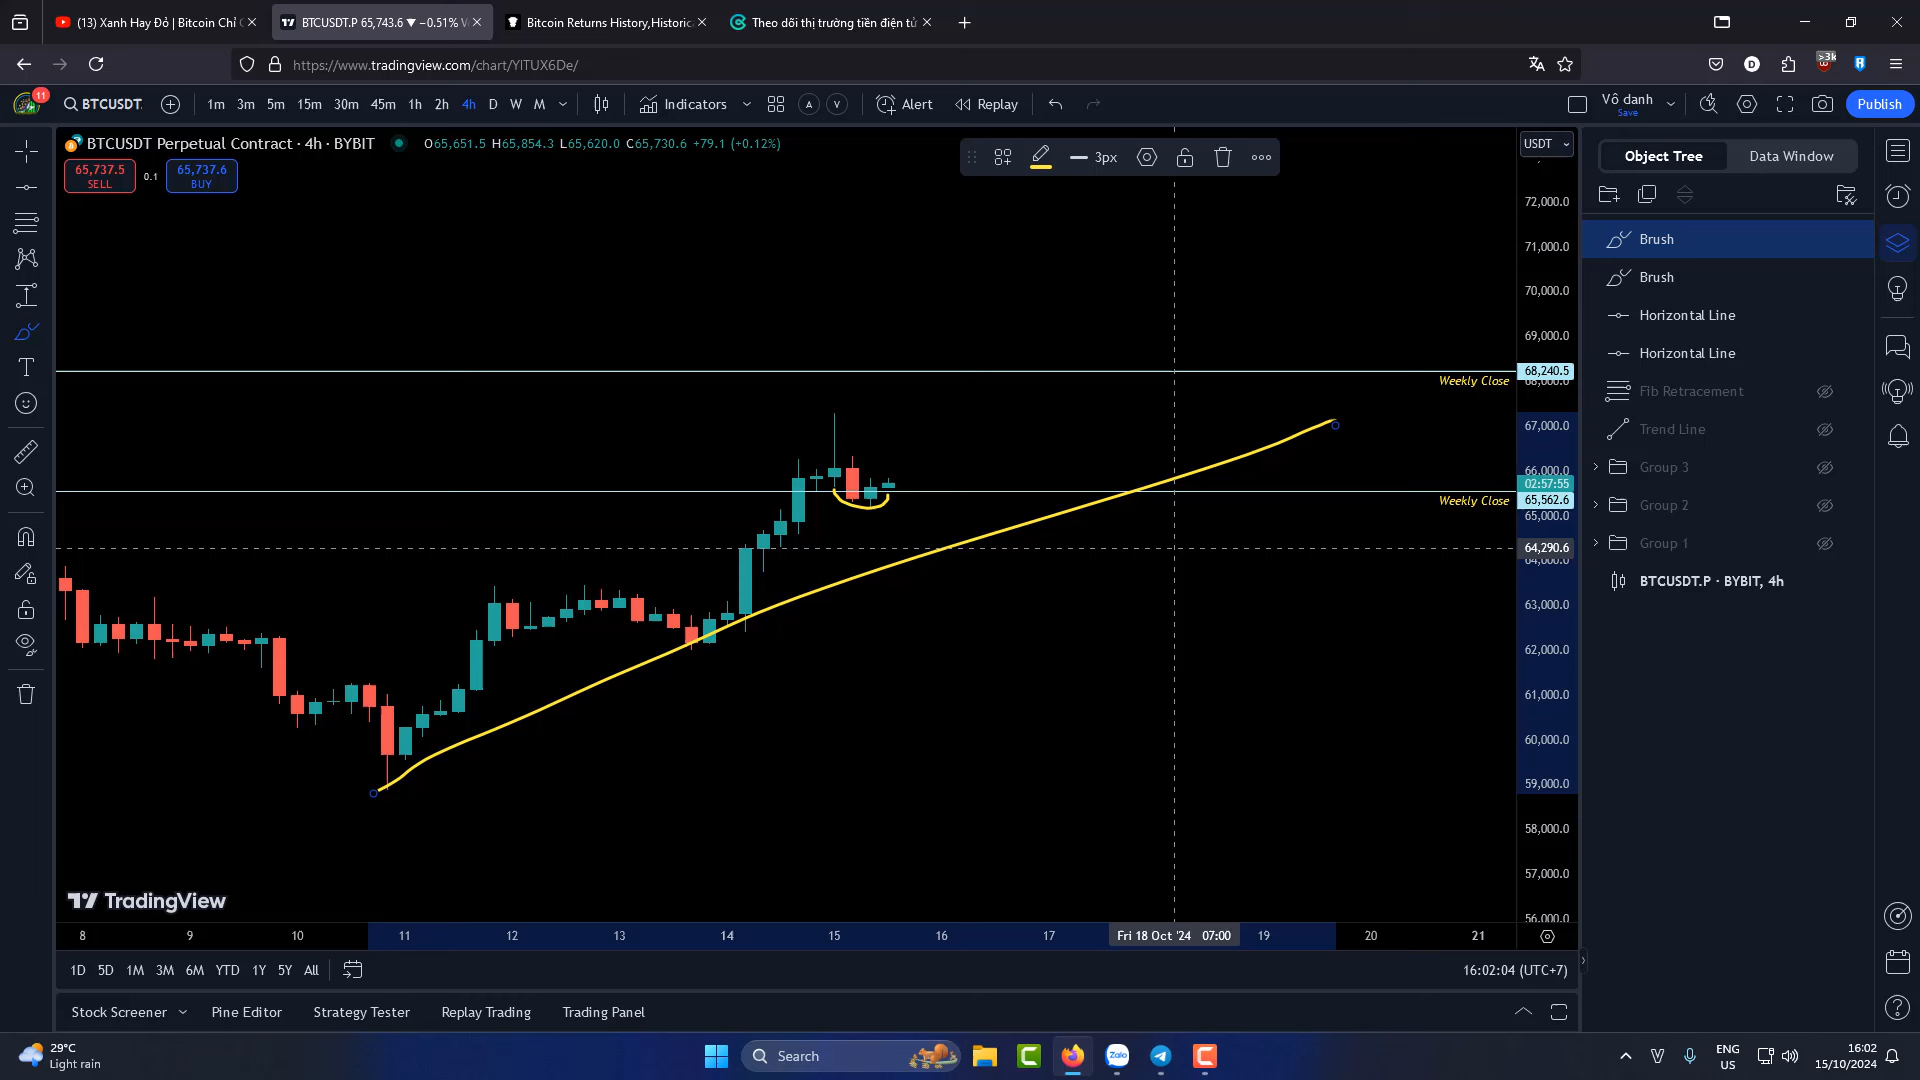 (13) Xanh Hay Đỏ | Bitcoin Chỉ C
BTCUSDT.P 65,743.6 ▼ −0.51% V
Bitcoin Returns History,Historica
Theo dõi thị trường tiền điện tử
https://www.tradingview.com/chart/YITUX6De/
>3k
D
11
BTCUSDT.
1m 3m 5m 15m 30m 45m 1h 2h 4h D W M
Indicators
A V
Alert
Replay
Vô danh
Save
Publish
BTCUSDT Perpetual Contract · 4h · BYBIT
O65,651.5 H65,854.3 L65,620.0 C65,730.6 +79.1 (+0.12%)
65,737.5
SELL
0.1
65,737.6
BUY
3px
USDT
Object Tree
Data Window
Brush
Brush
Horizontal Line
Horizontal Line
Fib Retracement
Trend Line
Group 3
Group 2
Group 1
BTCUSDT.P · BYBIT, 4h
72,000.0
71,000.0
70,000.0
69,000.0
68,240.5
68,000.0
67,000.0
66,000.0
02:57:55
65,562.6
65,000.0
64,290.6
64,000.0
63,000.0
62,000.0
61,000.0
60,000.0
59,000.0
58,000.0
57,000.0
56,000.0
Weekly Close
Weekly Close
TradingView
8 9 10 11 12 13 14 15 16 17 Fri 18 Oct '24 07:00 19 20 21
1D 5D 1M 3M 6M YTD 1Y 5Y All
16:02:04 (UTC+7)
Stock Screener
Pine Editor
Strategy Tester
Replay Trading
Trading Panel
29°C
Light rain
Search
Zalo
V
ENG
US
16:02
15/10/2024